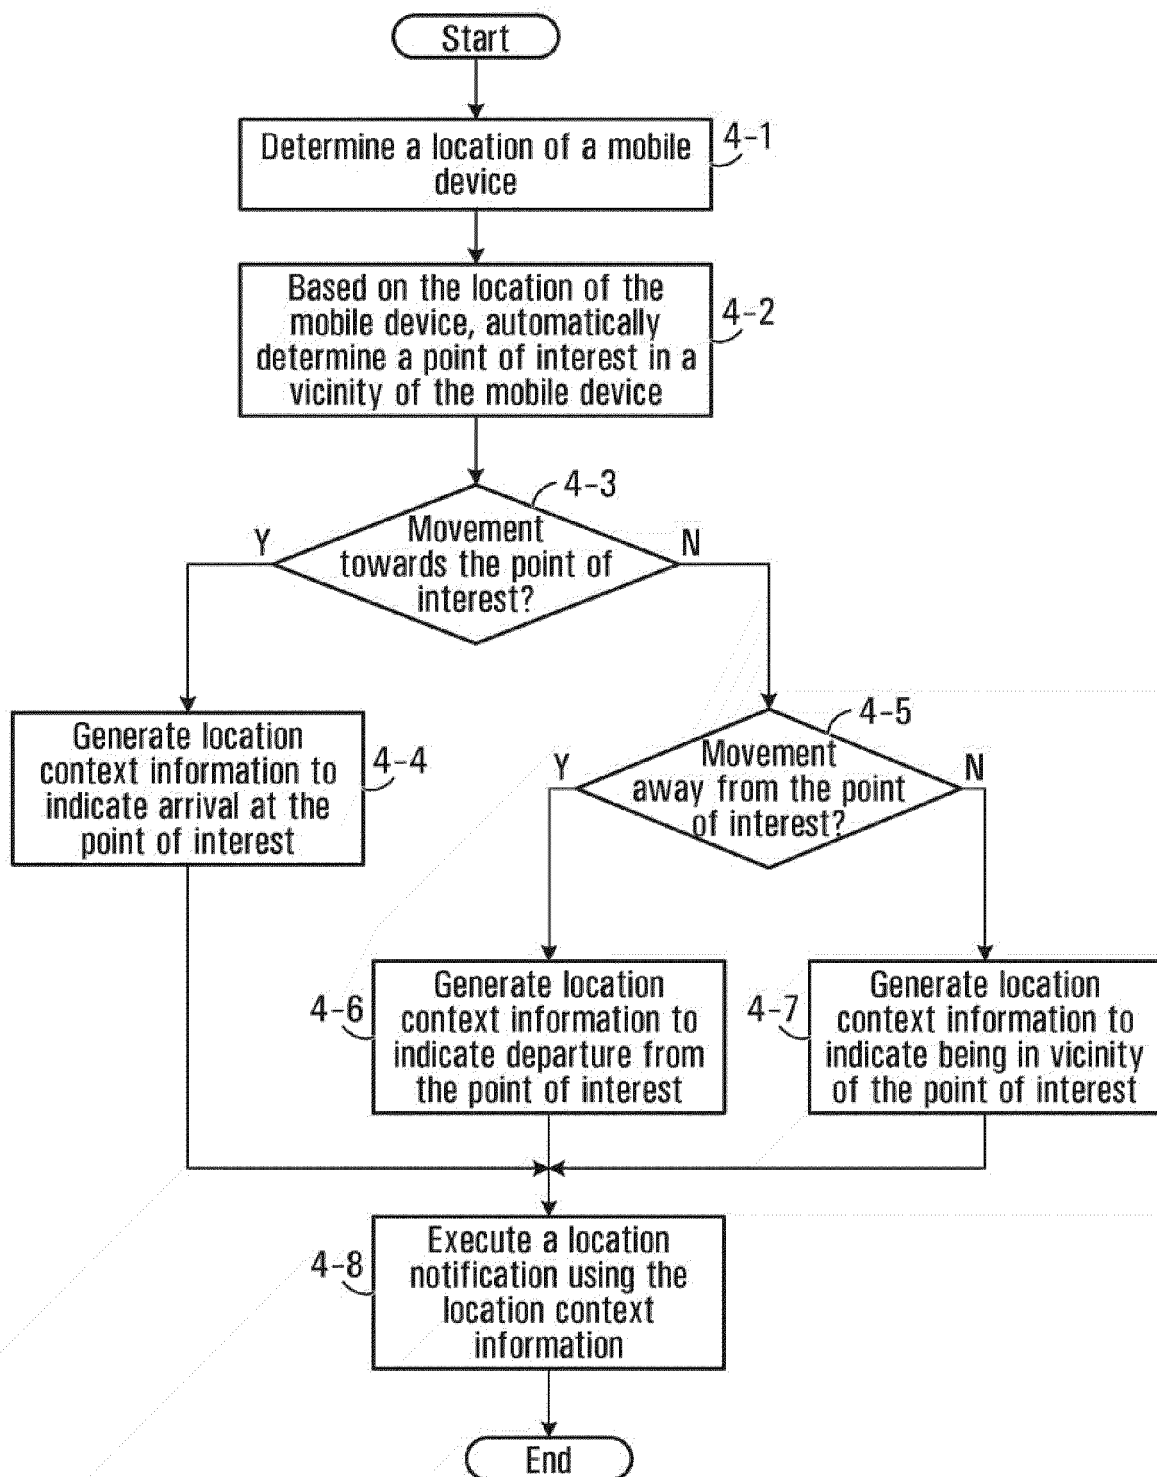 Start
4-1
Determine a location of a mobile
device
Based on the location of the
mobile device, automatically
determine a point of interest in a
vicinity of the mobile device
4-2
4-3
Y
Movement
towards the point of
interest?
N
Generate location
context information to
indicate arrival at the
point of interest
4-4
4-5
Y
Movement
away from the point
of interest?
N
4-6
Generate location
context information to
indicate departure from
the point of interest
4-7
Generate location
context information to
indicate being in vicinity
of the point of interest
4-8
Execute a location
notification using the
location context
information
End